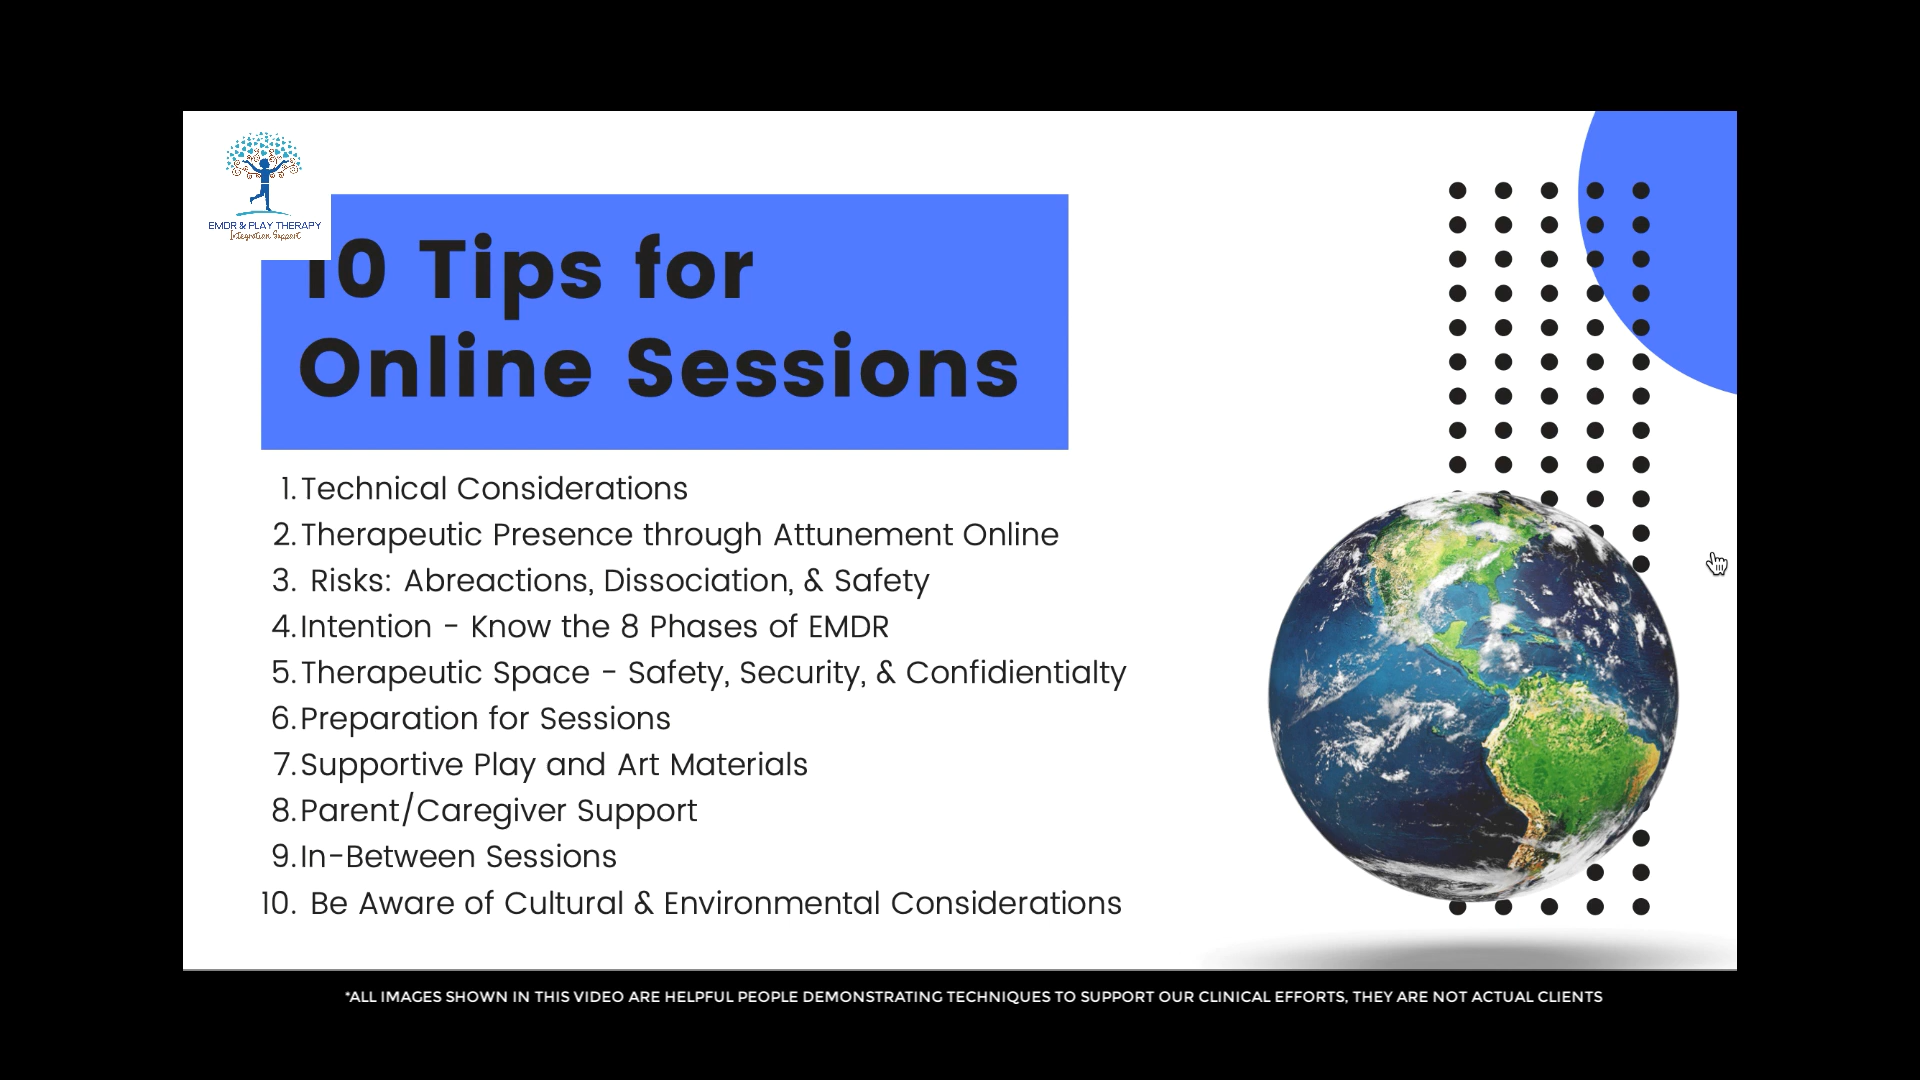 EMDR & PLAY THERAPY
Integration Support
10 Tips for
Online Sessions
1. Technical Considerations
2. Therapeutic Presence through Attunement Online
3. Risks: Abreactions, Dissociation, & Safety
4. Intention - Know the 8 Phases of EMDR
5. Therapeutic Space - Safety, Security, & Confidientialty
6. Preparation for Sessions
7. Supportive Play and Art Materials
8. Parent/Caregiver Support
9. In-Between Sessions
10. Be Aware of Cultural & Environmental Considerations
*ALL IMAGES SHOWN IN THIS VIDEO ARE HELPFUL PEOPLE DEMONSTRATING TECHNIQUES TO SUPPORT OUR CLINICAL EFFORTS, THEY ARE NOT ACTUAL CLIENTS